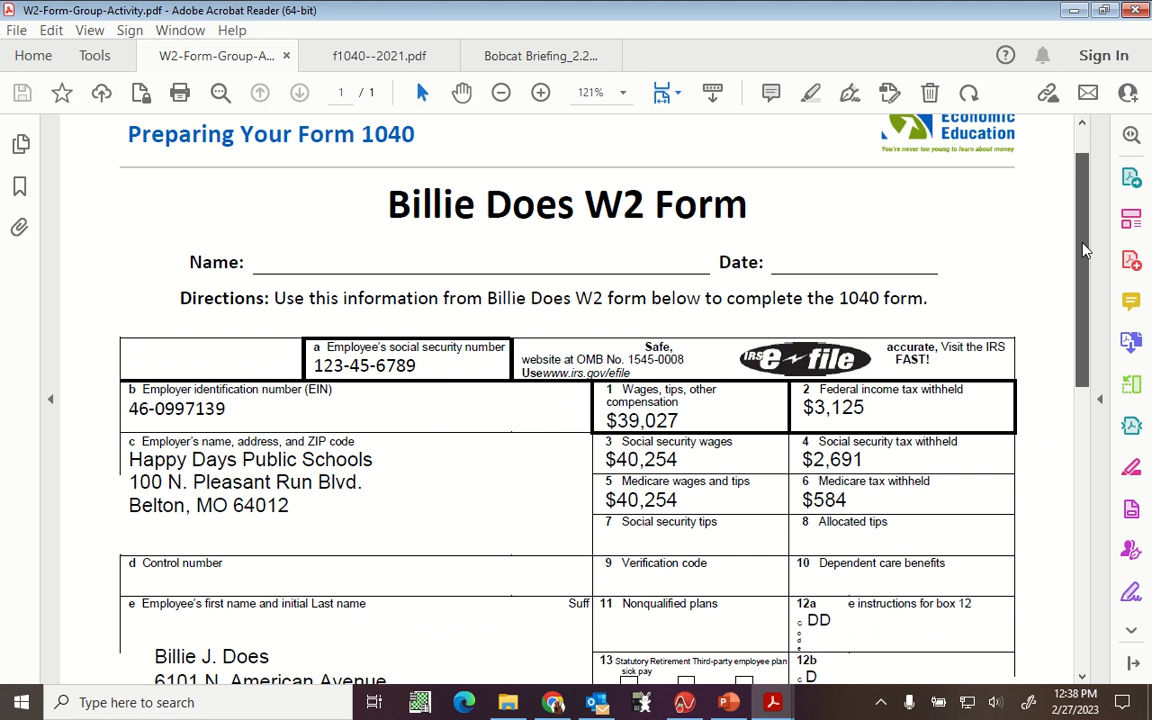 W2-Form-Group-Activity.pdf - Adobe Acrobat Reader (64-bit)
File Edit View Sign Window Help
Home Tools W2-Form-Group-A... × f1040--2021.pdf Bobcat Briefing_2.2... Sign In
1 / 1 121%
Preparing Your Form 1040
Economic
Education
You're never too young to learn about money
Billie Does W2 Form
Name: Date:
Directions: Use this information from Billie Does W2 form below to complete the 1040 form.
a Employee's social security number
123-45-6789
Safe,
website at OMB No. 1545-0008
Usewww.irs.gov/efile
IRS e-file
accurate, Visit the IRS
FAST!
b Employer identification number (EIN)
46-0997139
1 Wages, tips, other
compensation
$39,027
2 Federal income tax withheld
$3,125
c Employer's name, address, and ZIP code
Happy Days Public Schools
100 N. Pleasant Run Blvd.
Belton, MO 64012
3 Social security wages
$40,254
4 Social security tax withheld
$2,691
5 Medicare wages and tips
$40,254
6 Medicare tax withheld
$584
7 Social security tips
8 Allocated tips
d Control number
9 Verification code
10 Dependent care benefits
e Employee's first name and initial Last name Suff
11 Nonqualified plans
12a e instructions for box 12
C
o
d
e
DD
Billie J. Does
6101 N. American Avenue
13 Statutory Retirement Third-party employee plan
sick pay
12b
C D
Type here to search
12:38 PM
2/27/2023